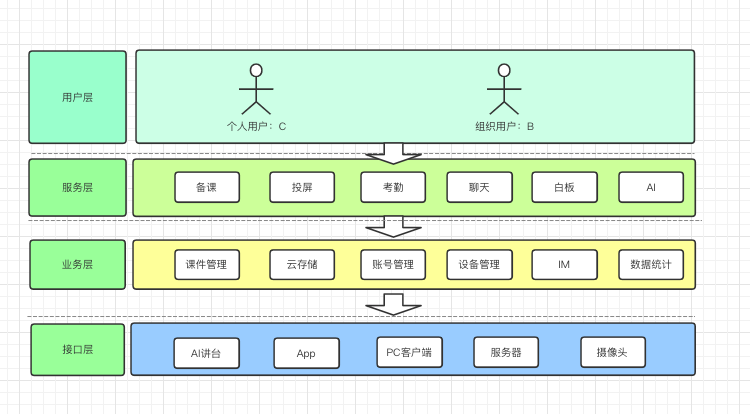 用户层
个人用户：C
组织用户：B
服务层
备课
投屏
考勤
聊天
白板
AI
业务层
课件管理
云存储
账号管理
设备管理
IM
数据统计
接口层
AI讲台
App
PC客户端
服务器
摄像头